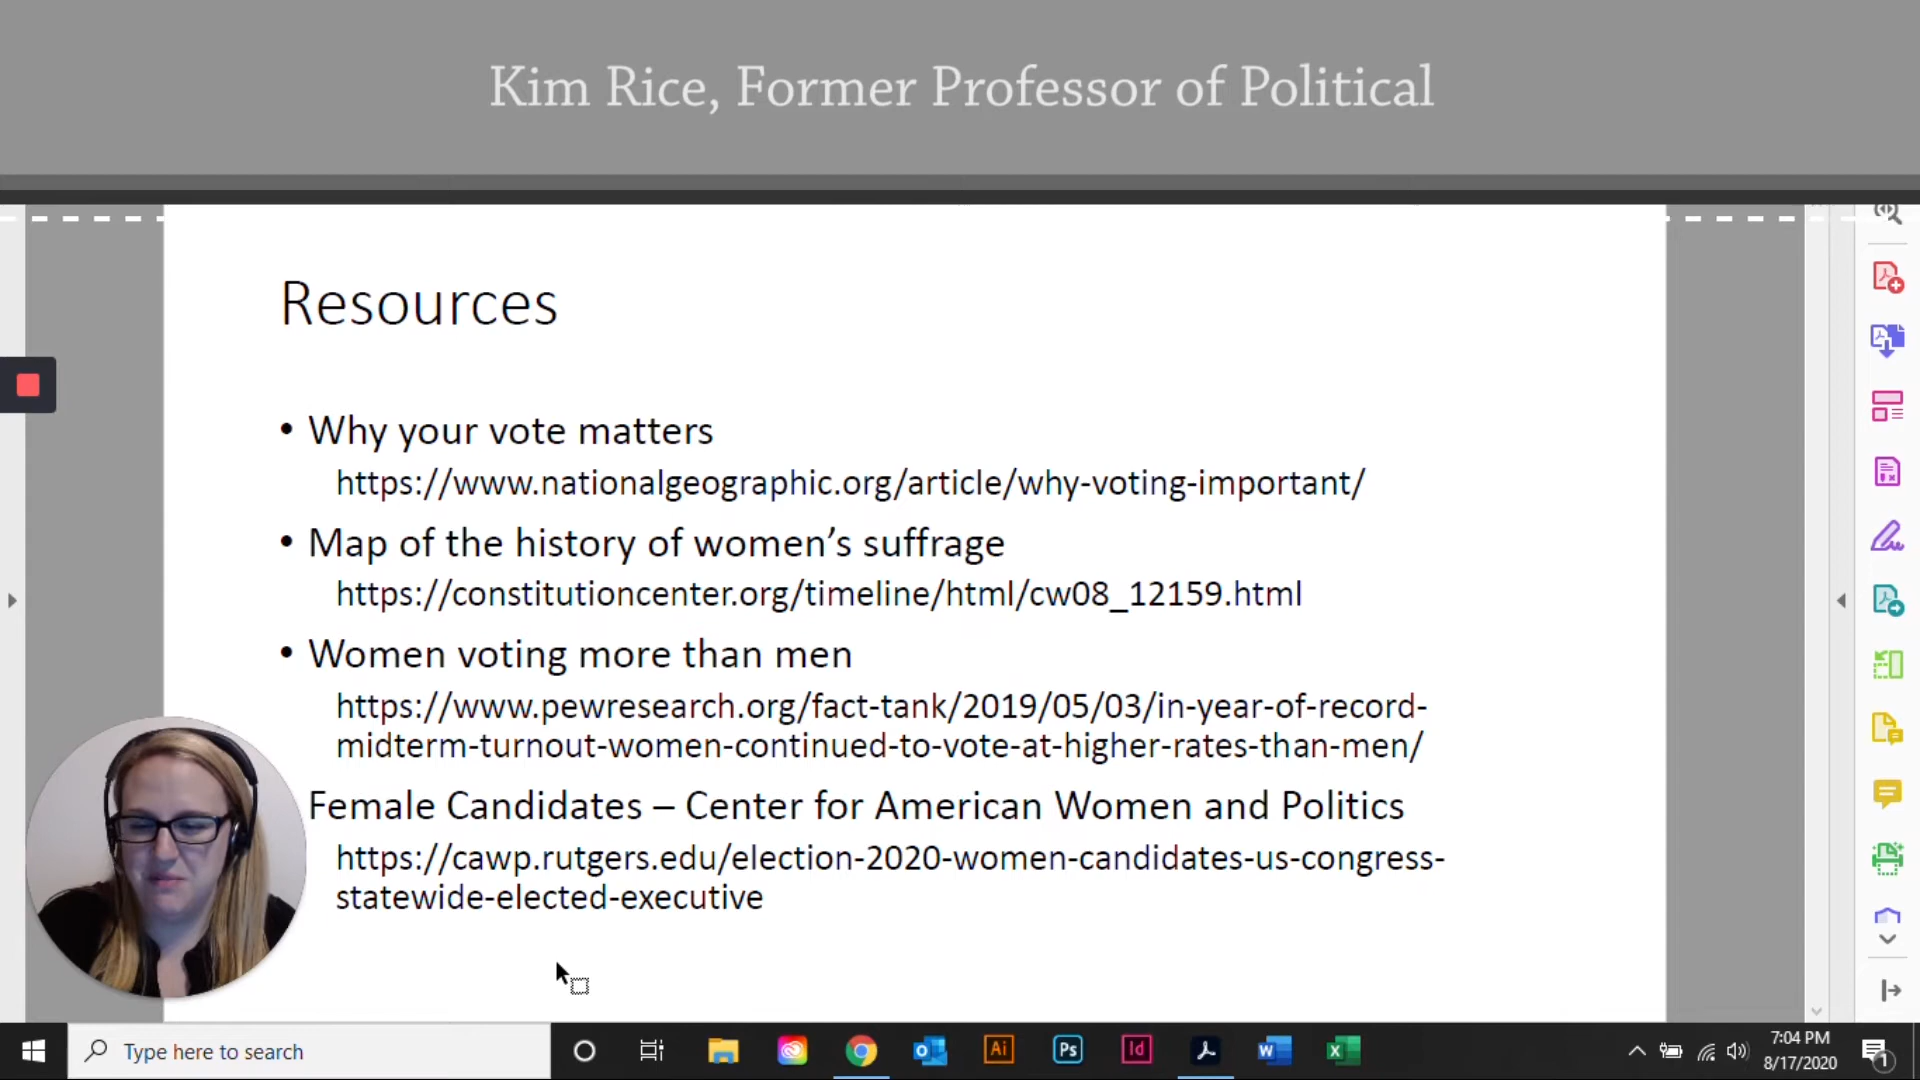 Kim Rice, Former Professor of Political
Resources
• Why your vote matters
https://www.nationalgeographic.org/article/why-voting-important/
• Map of the history of women’s suffrage
https://constitutioncenter.org/timeline/html/cw08_12159.html
• Women voting more than men
https://www.pewresearch.org/fact-tank/2019/05/03/in-year-of-record-
midterm-turnout-women-continued-to-vote-at-higher-rates-than-men/
Female Candidates – Center for American Women and Politics
https://cawp.rutgers.edu/election-2020-women-candidates-us-congress-
statewide-elected-executive
Type here to search
Ai
Ps
Id
7:04 PM
8/17/2020
1